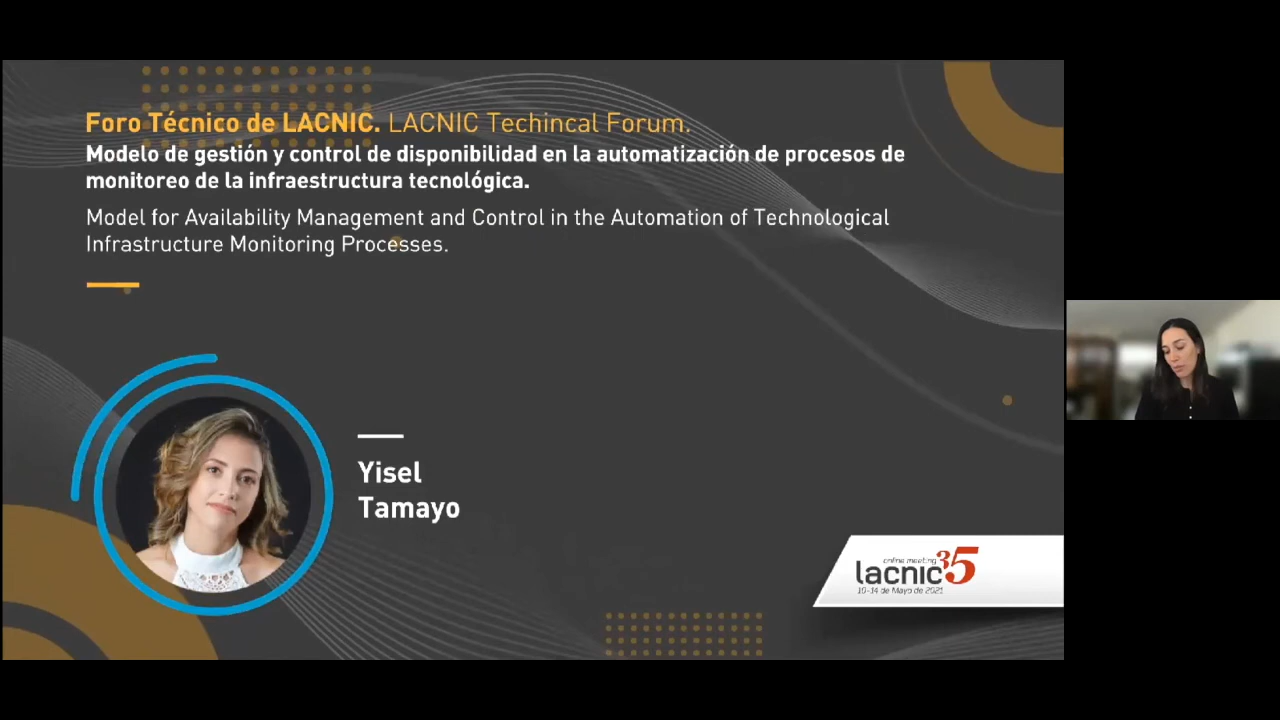 Foro Técnico de LACNIC. LACNIC Techincal Forum.
Modelo de gestión y control de disponibilidad en la automatización de procesos de
monitoreo de la infraestructura tecnológica.
Model for Availability Management and Control in the Automation of Technological
Infrastructure Monitoring Processes.
Yisel
Tamayo
online meeting
lacnic35
10-14 de Mayo de 2021